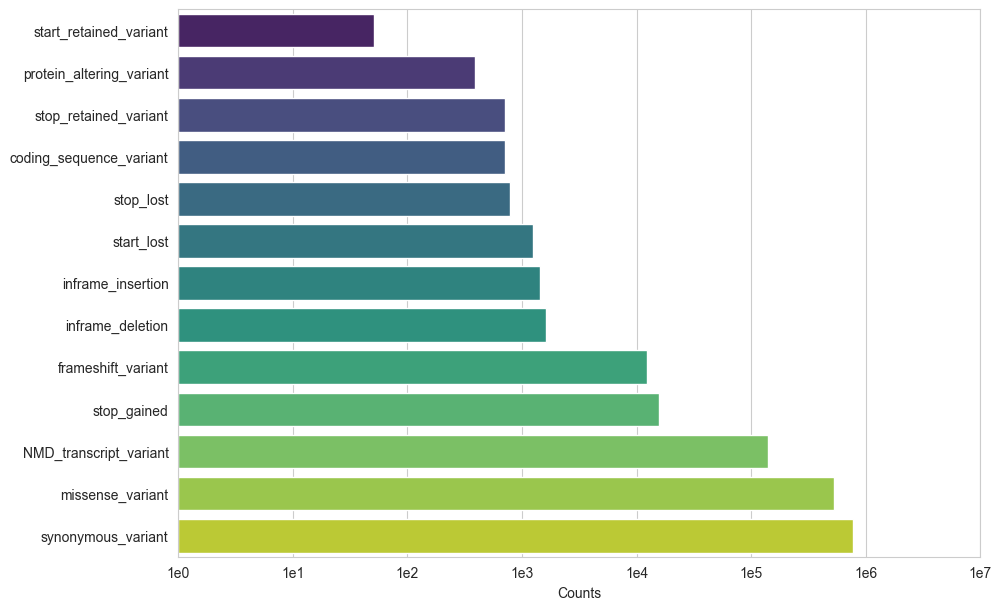 start_retained_variant
protein_altering_variant
stop_retained_variant
coding_sequence_variant
stop_lost
start_lost
inframe_insertion
inframe_deletion
frameshift_variant
stop_gained
NMD_transcript_variant
missense_variant
synonymous_variant
1e0 1e1 1e2 1e3 1e4 1e5 1e6 1e7
Counts